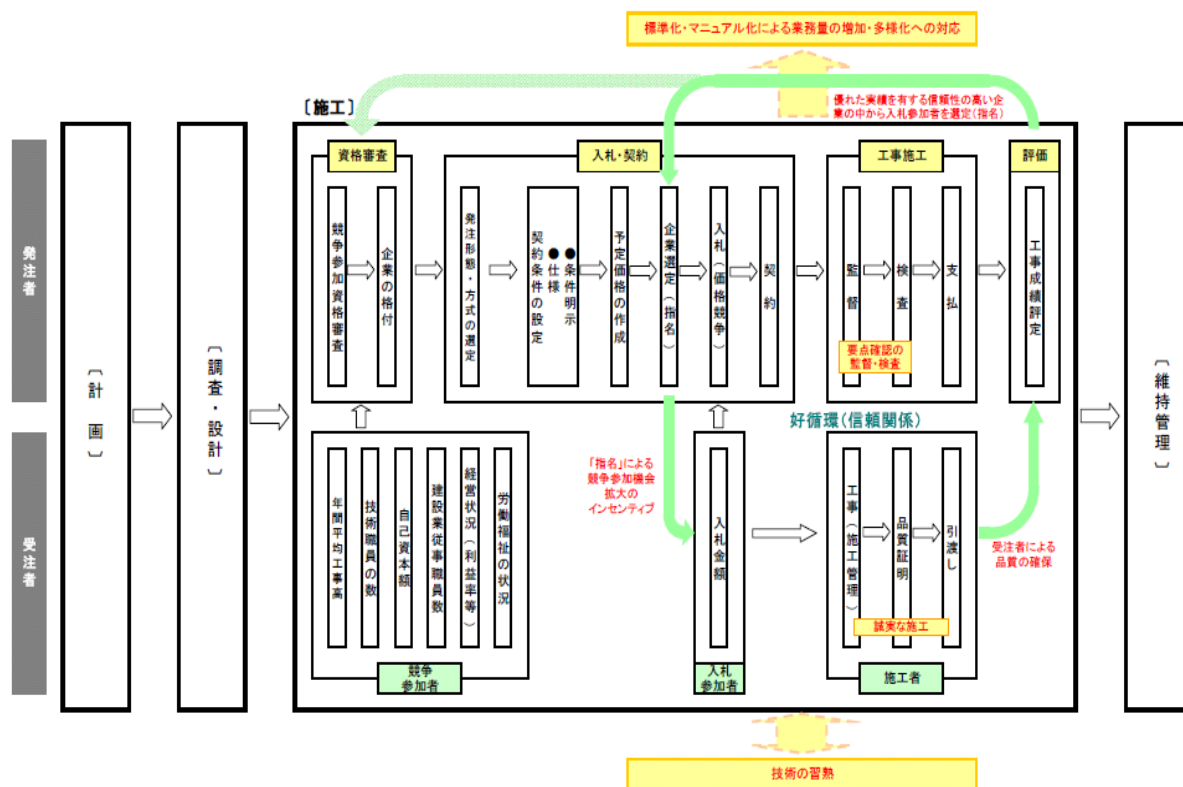 標準化・マニュアル化による業務量の増加・多様化への対応
優れた実績を有する信頼性の高い企
業の中から入札参加者を選定(指名)
〔施工〕
資格審査
入札・契約
工事施工
評価
発注者
受注者
〔計 画〕
〔調査・設計〕
競争参加資格審査
企業の格付
発注形態・方式の選定
契約条件の設定
●仕様
●条件明示
予定価格の作成
企業選定(指名)
入札(価格競争)
契約
監督
検査
支払
要点確認の
監督・検査
工事成績評定
〔維持管理〕
好循環(信頼関係)
「指名」による
競争参加機会
拡大の
インセンティブ
年間平均工事高
技術職員の数
自己資本額
建設業従事職員数
経営状況(利益率等)
労働福祉の状況
競争
参加者
入札金額
入札
参加者
工事(施工管理)
品質証明
引渡し
誠実な施工
施工者
受注者による
品質の確保
技術の習熟